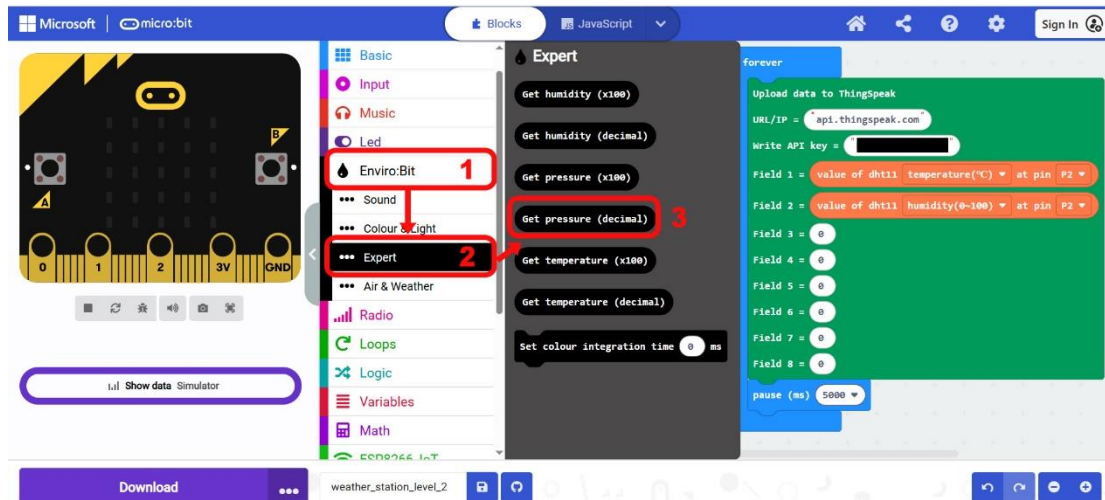 Microsoft
micro:bit
Blocks
JavaScript
Sign In
B
A
0
1
2
3V
GND
Show data Simulator
Download
Basic
Input
Music
Led
Enviro:Bit
1
Sound
Colour & Light
Expert
2
Air & Weather
Radio
Loops
Logic
Variables
Math
ESP8266 IoT
weather_station_level_2
Expert
Get humidity (x100)
Get humidity (decimal)
Get pressure (x100)
Get pressure (decimal)
3
Get temperature (x100)
Get temperature (decimal)
Set colour integration time 0 ms
forever
Upload data to ThingSpeak
URL/IP = "api.thingspeak.com"
Write API key = " "
Field 1 = value of dht11 temperature(℃) at pin P2
Field 2 = value of dht11 humidity(0~100) at pin P2
Field 3 = 0
Field 4 = 0
Field 5 = 0
Field 6 = 0
Field 7 = 0
Field 8 = 0
pause (ms) 5000